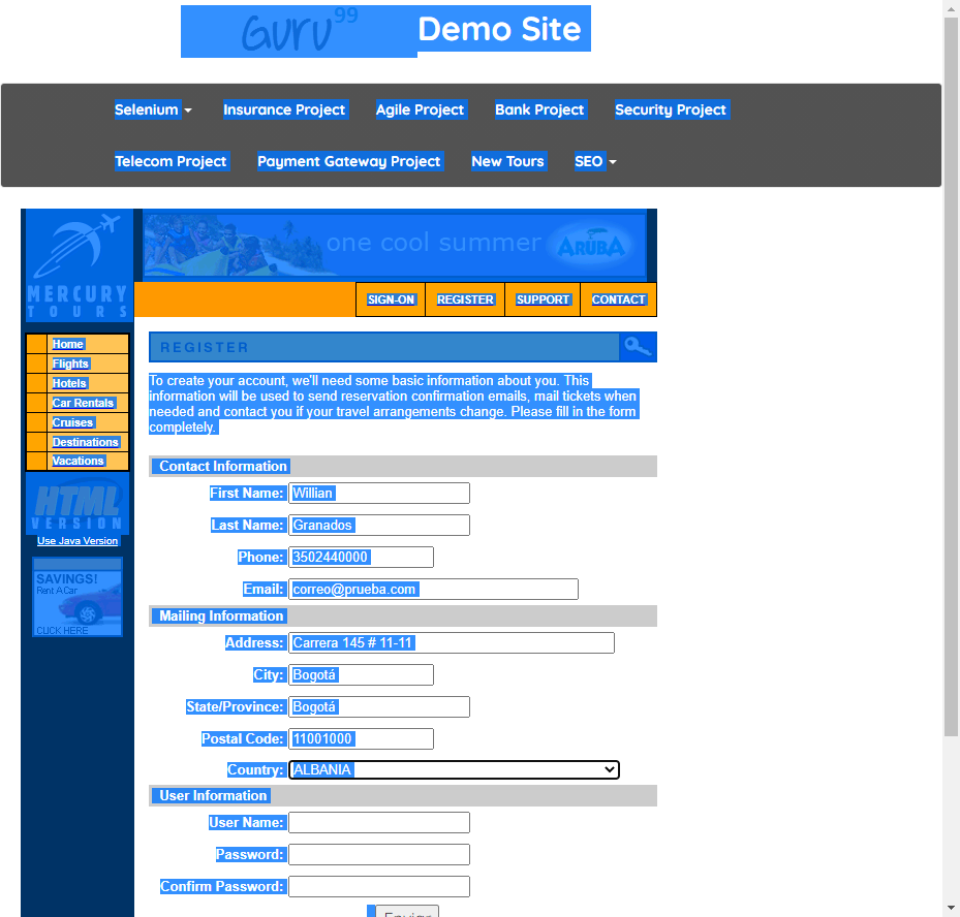 Guru99 Demo Site
Selenium Insurance Project Agile Project Bank Project Security Project
Telecom Project Payment Gateway Project New Tours SEO
one cool summer ARUBA
MERCURY
TOURS
SIGN-ON REGISTER SUPPORT CONTACT
Home
Flights
Hotels
Car Rentals
Cruises
Destinations
Vacations
HTML
VERSION
Use Java Version
SAVINGS!
Rent A Car
CLICK HERE
REGISTER
To create your account, we'll need some basic information about you. This
information will be used to send reservation confirmation emails, mail tickets when
needed and contact you if your travel arrangements change. Please fill in the form
completely.
Contact Information
First Name: Willian
Last Name: Granados
Phone: 3502440000
Email: correo@prueba.com
Mailing Information
Address: Carrera 145 # 11-11
City: Bogotá
State/Province: Bogotá
Postal Code: 11001000
Country: ALBANIA
User Information
User Name:
Password:
Confirm Password:
Enviar